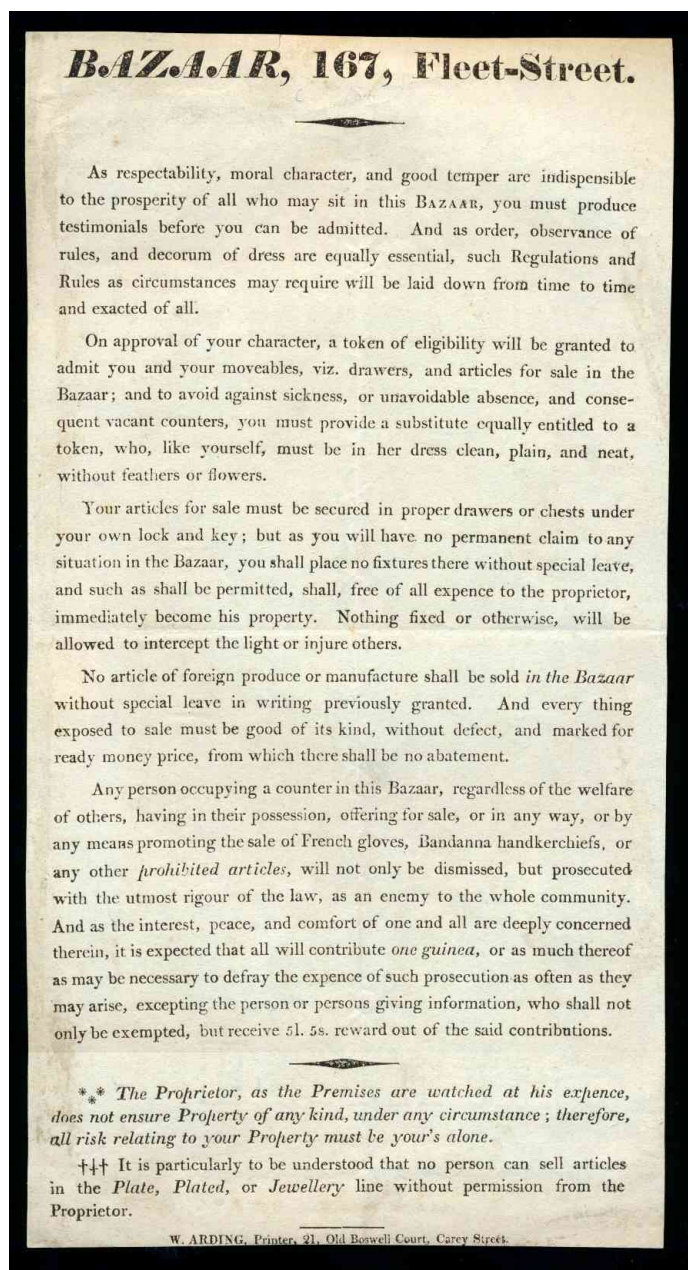 BAZAAR, 167, Fleet-Street.
As respectability, moral character, and good temper are indispensible
to the prosperity of all who may sit in this BAZAAR, you must produce
testimonials before you can be admitted. And as order, observance of
rules, and decorum of dress are equally essential, such Regulations and
Rules as circumstances may require will be laid down from time to time
and exacted of all.
On approval of your character, a token of eligibility will be granted to
admit you and your moveables, viz. drawers, and articles for sale in the
Bazaar; and to avoid against sickness, or unavoidable absence, and conse-
quent vacant counters, you must provide a substitute equally entitled to a
token, who, like yourself, must be in her dress clean, plain, and neat,
without feathers or flowers.
Your articles for sale must be secured in proper drawers or chests under
your own lock and key; but as you will have no permanent claim to any
situation in the Bazaar, you shall place no fixtures there without special leave,
and such as shall be permitted, shall, free of all expence to the proprietor,
immediately become his property. Nothing fixed or otherwise, will be
allowed to intercept the light or injure others.
No article of foreign produce or manufacture shall be sold in the Bazaar
without special leave in writing previously granted. And every thing
exposed to sale must be good of its kind, without defect, and marked for
ready money price, from which there shall be no abatement.
Any person occupying a counter in this Bazaar, regardless of the welfare
of others, having in their possession, offering for sale, or in any way, or by
any means promoting the sale of French gloves, Bandanna handkerchiefs, or
any other prohibited articles, will not only be dismissed, but prosecuted
with the utmost rigour of the law, as an enemy to the whole community.
And as the interest, peace, and comfort of one and all are deeply concerned
therein, it is expected that all will contribute one guinea, or as much thereof
as may be necessary to defray the expence of such prosecution as often as they
may arise, excepting the person or persons giving information, who shall not
only be exempted, but receive 5l. 5s. reward out of the said contributions.
*⁎* The Proprietor, as the Premises are watched at his expence,
does not ensure Property of any kind, under any circumstance; therefore,
all risk relating to your Property must be your's alone.
††† It is particularly to be understood that no person can sell articles
in the Plate, Plated, or Jewellery line without permission from the
Proprietor.
W. ARDING, Printer, 21, Old Boswell Court, Carey Street.